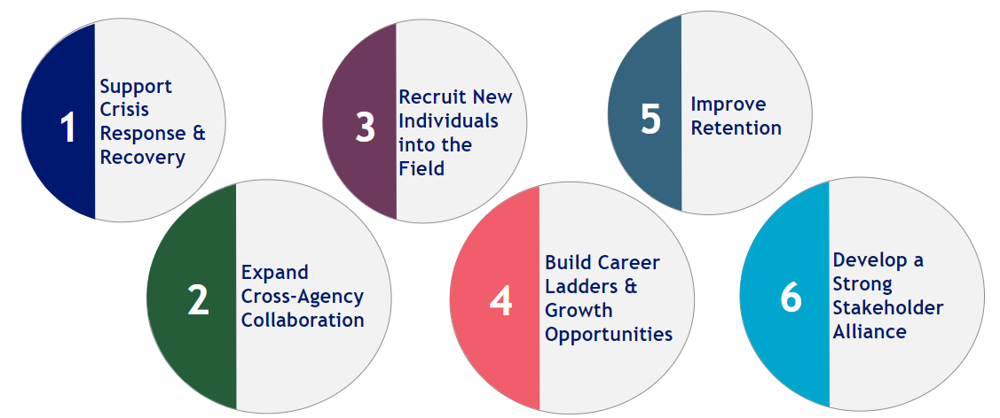 1
Support
Crisis
Response &
Recovery
2
Expand
Cross-Agency
Collaboration
3
Recruit New
Individuals
into the
Field
4
Build Career
Ladders &
Growth
Opportunities
5
Improve
Retention
6
Develop a
Strong
Stakeholder
Alliance